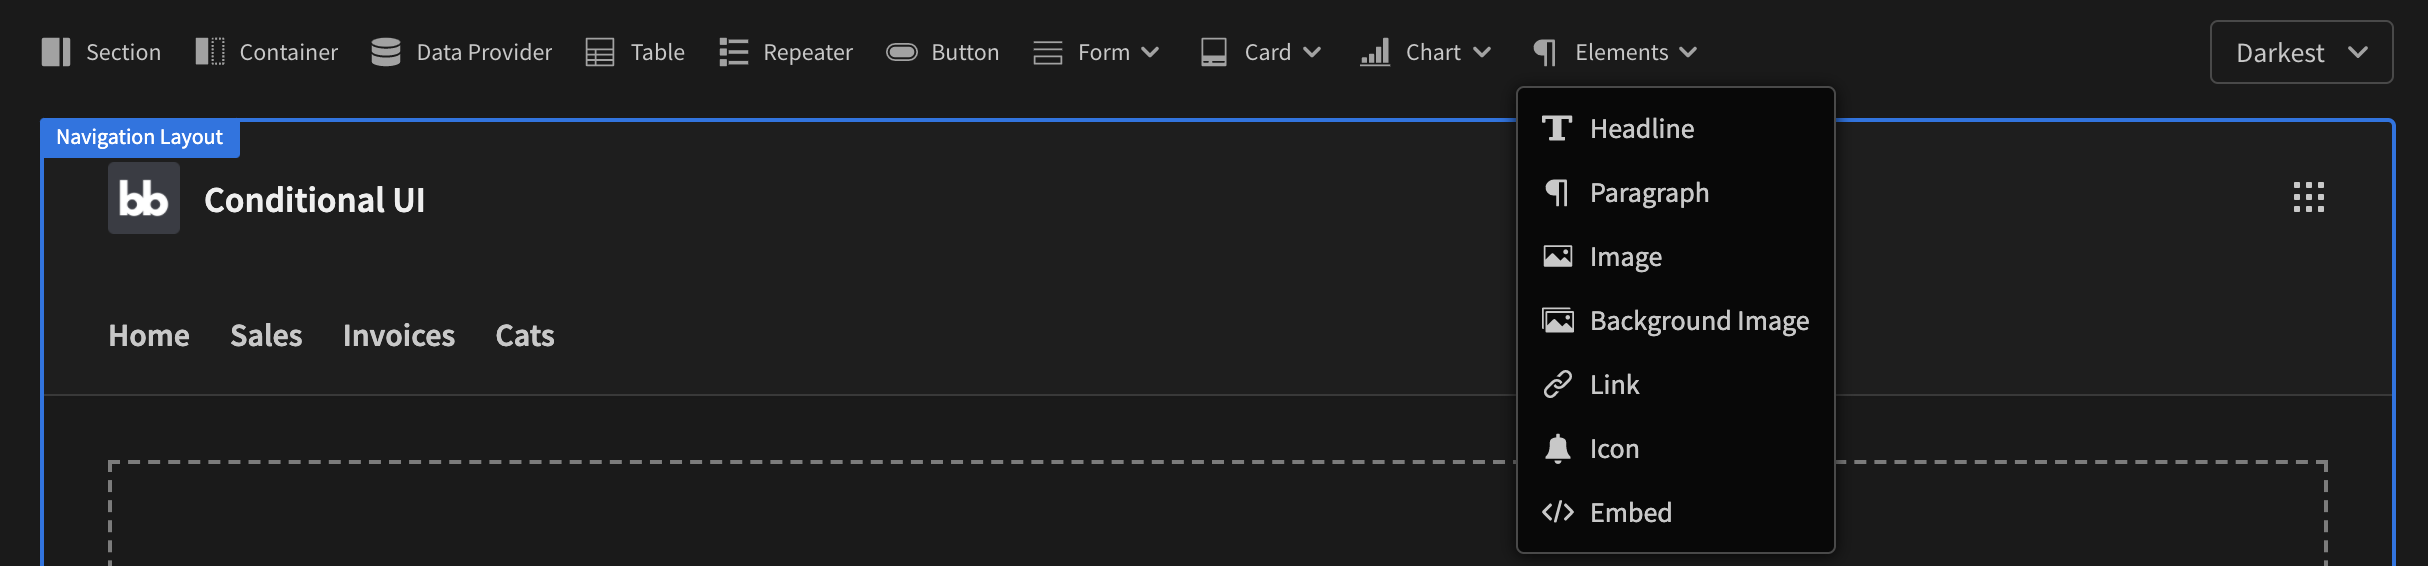 Section Container Data Provider Table Repeater Button Form Card Chart Elements Darkest
Navigation Layout
bb Conditional UI
Home Sales Invoices Cats
Headline
Paragraph
Image
Background Image
Link
Icon
Embed